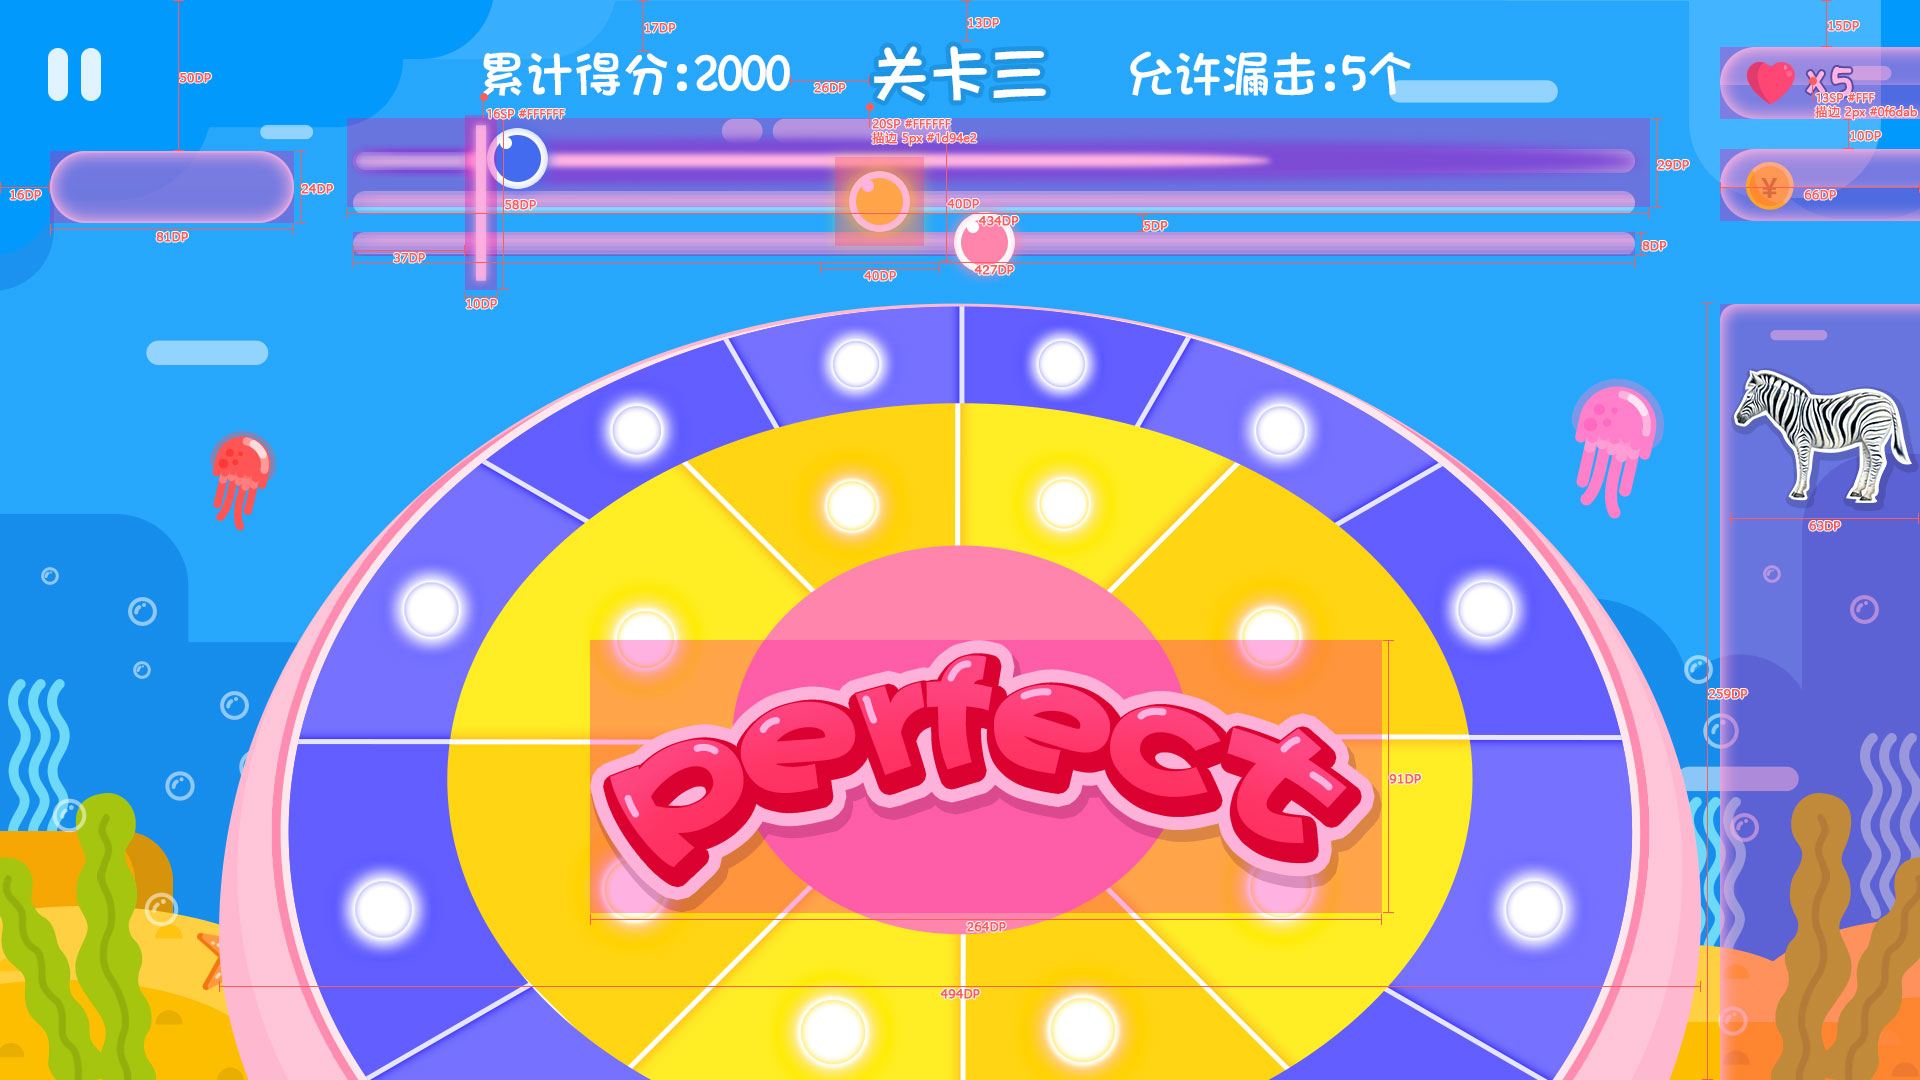 17DP
13DP
15DP
累计得分:2000
关卡三
允许漏击:5个
50DP
26DP
x5
13SP #FFF
描边 2px #0f6dab
16SP #FFFFFF
20SP #FFFFFF
描边 5px #1d94e2
10DP
29DP
16DP
24DP
¥
66DP
58DP
40DP
434DP
5DP
81DP
37DP
427DP
8DP
40DP
10DP
63DP
259DP
perfect
91DP
264DP
494DP